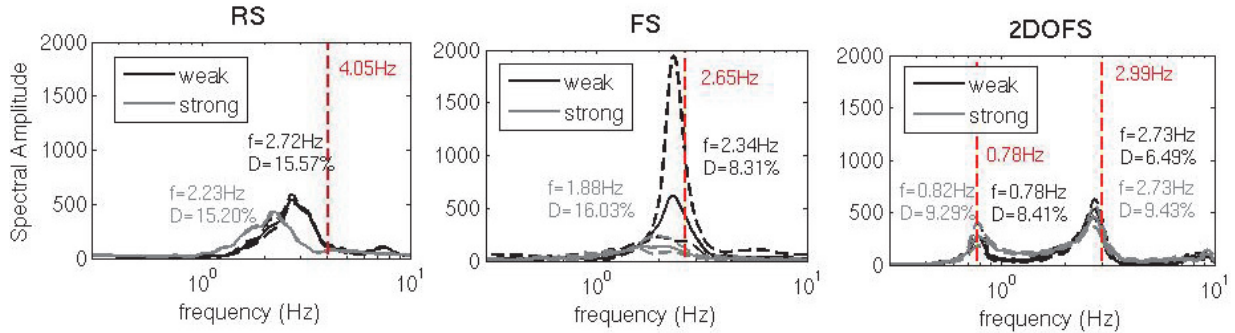 RS
2000
1500
1000
500
0
Spectral Amplitude
weak
strong
4.05Hz
f=2.72Hz
D=15.57%
f=2.23Hz
D=15.20%
10^0
10^1
frequency (Hz)
FS
2000
1500
1000
500
0
weak
strong
2.65Hz
f=2.34Hz
D=8.31%
f=1.88Hz
D=16.03%
10^0
10^1
frequency (Hz)
2DOFS
2000
1500
1000
500
0
weak
strong
2.99Hz
0.78Hz
f=2.73Hz
D=6.49%
f=0.82Hz
D=9.29%
f=0.78Hz
D=8.41%
f=2.73Hz
D=9.43%
10^0
10^1
frequency (Hz)